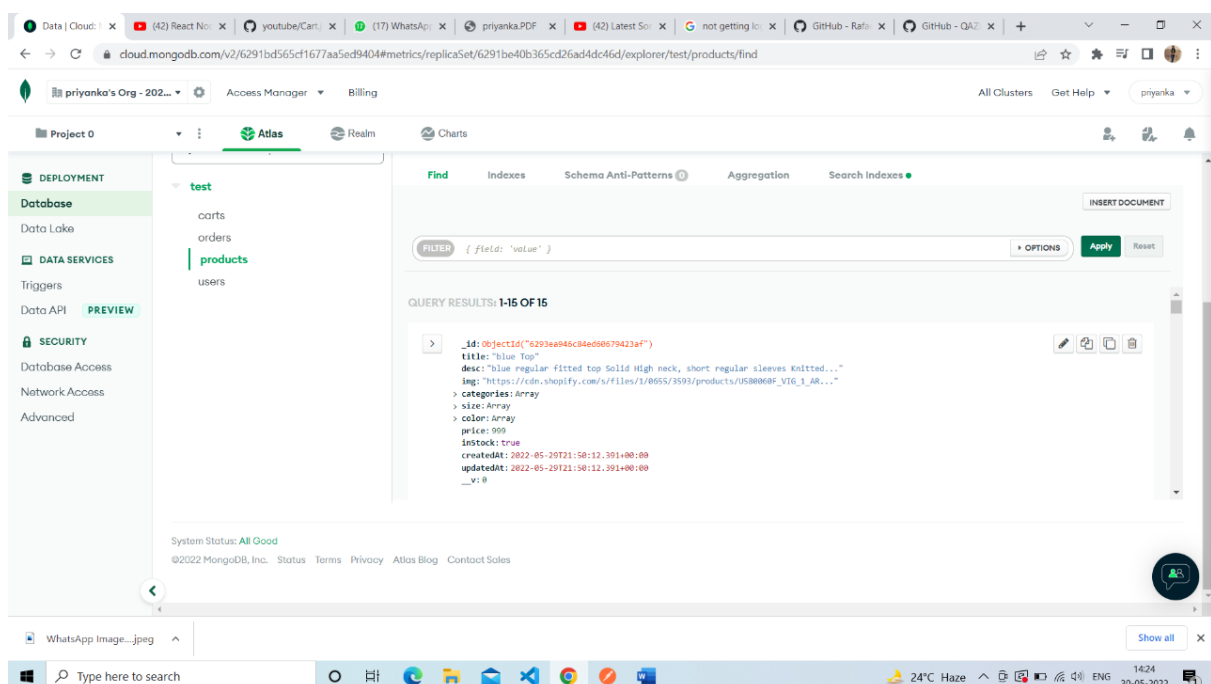 Data | Cloud: (42) React No youtube/Cart.j (17) WhatsAp priyanka.PDF (42) Latest So not getting lo GitHub - Rafa GitHub - QAZ
cloud.mongodb.com/v2/6291bd565cf1677aa5ed9404#metrics/replicaSet/6291be40b365cd26ad4dc46d/explorer/test/products/find
priyanka's Org - 202... Access Manager Billing All Clusters Get Help priyanka
Project 0 Atlas Realm Charts
DEPLOYMENT
Database
Data Lake
DATA SERVICES
Triggers
Data API PREVIEW
SECURITY
Database Access
Network Access
Advanced
test
carts
orders
products
users
Find Indexes Schema Anti-Patterns 0 Aggregation Search Indexes
INSERT DOCUMENT
FILTER { field: 'value' } OPTIONS Apply Reset
QUERY RESULTS: 1-15 OF 15
_id: ObjectId("6293ea946c84ed60679423af")
title: "blue Top"
desc: "blue regular fitted top Solid High neck, short regular sleeves Knitted..."
img: "https://cdn.shopify.com/s/files/1/0655/3593/products/US80060F_VIG_1_AR..."
> categories: Array
> size: Array
> color: Array
price: 999
inStock: true
createdAt: 2022-05-29T21:50:12.391+00:00
updatedAt: 2022-05-29T21:50:12.391+00:00
__v: 0
System Status: All Good
©2022 MongoDB, Inc. Status Terms Privacy Atlas Blog Contact Sales
WhatsApp Image....jpeg Show all
Type here to search 24°C Haze ENG 14:24
30-05-2022